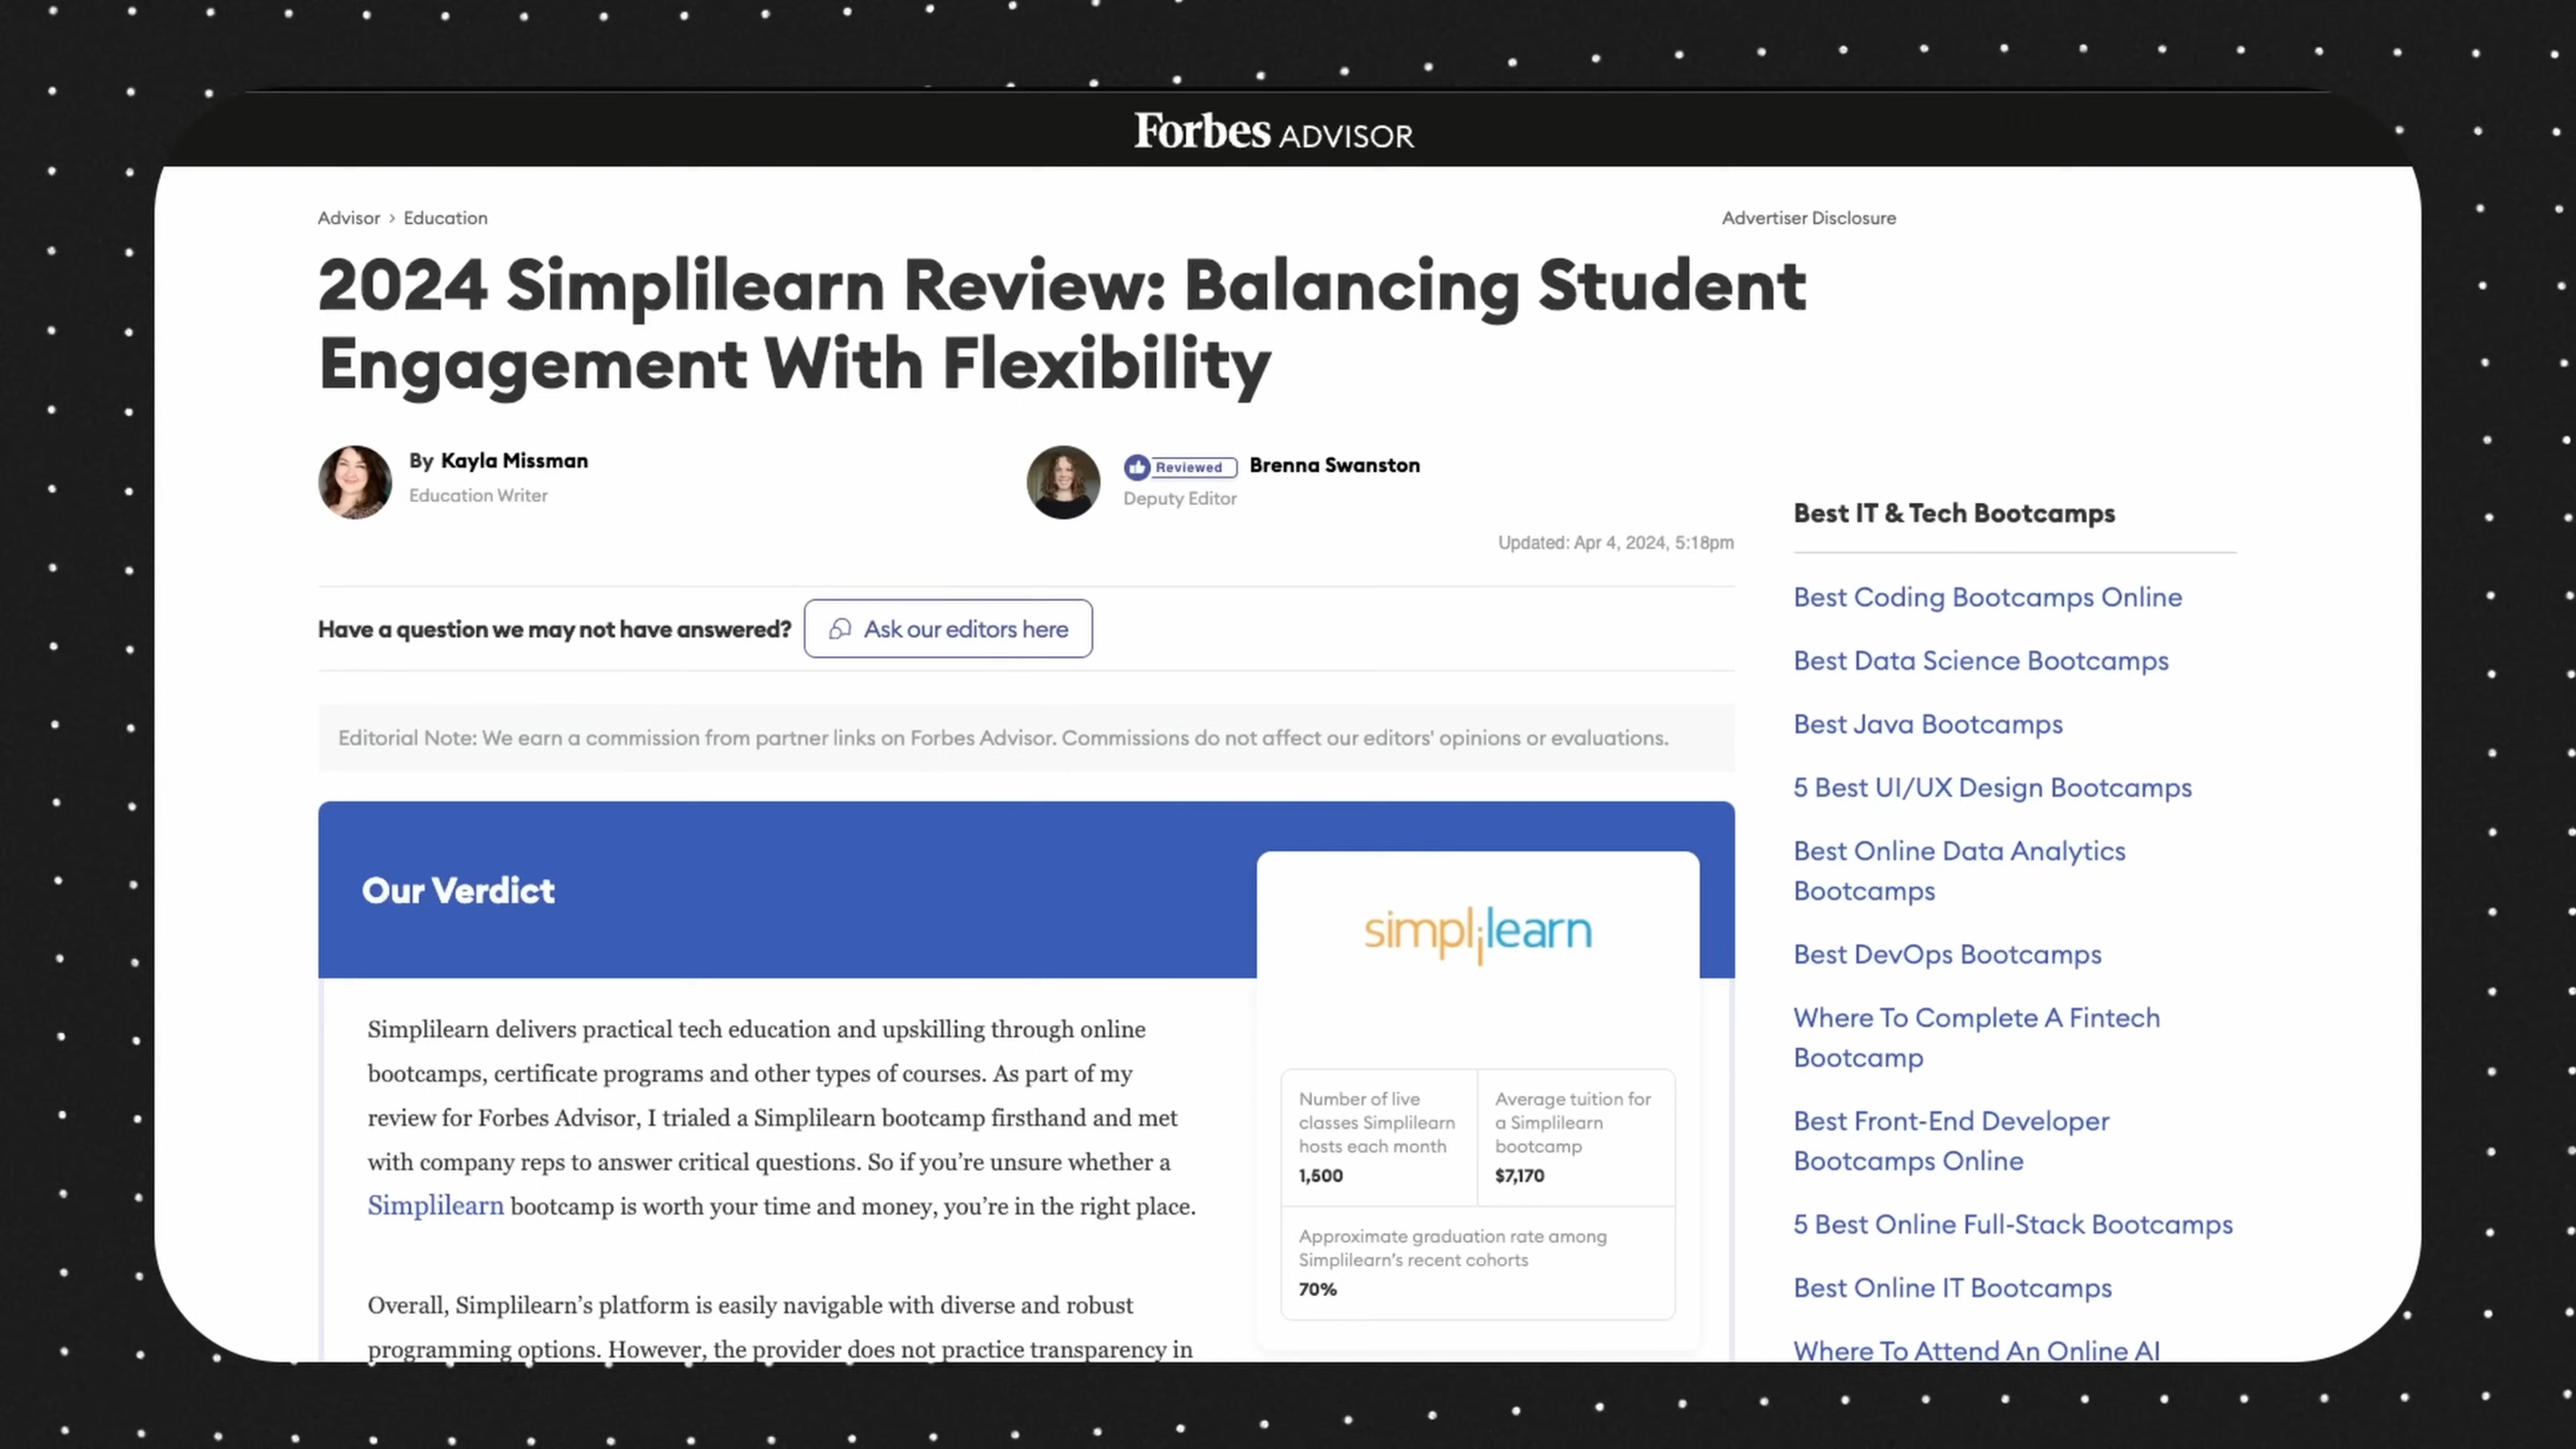 Forbes ADVISOR
Advisor > Education
Advertiser Disclosure
2024 Simplilearn Review: Balancing Student
Engagement With Flexibility
By Kayla Missman
Education Writer
Reviewed Brenna Swanston
Deputy Editor
Updated: Apr 4, 2024, 5:18pm
Have a question we may not have answered? Ask our editors here
Editorial Note: We earn a commission from partner links on Forbes Advisor. Commissions do not affect our editors' opinions or evaluations.
Our Verdict
Simplilearn delivers practical tech education and upskilling through online
bootcamps, certificate programs and other types of courses. As part of my
review for Forbes Advisor, I trialed a Simplilearn bootcamp firsthand and met
with company reps to answer critical questions. So if you’re unsure whether a
Simplilearn bootcamp is worth your time and money, you’re in the right place.
Overall, Simplilearn’s platform is easily navigable with diverse and robust
programming options. However, the provider does not practice transparency in
simplilearn
Number of live
classes Simplilearn
hosts each month
1,500
Average tuition for
a Simplilearn
bootcamp
$7,170
Approximate graduation rate among
Simplilearn’s recent cohorts
70%
Best IT & Tech Bootcamps
Best Coding Bootcamps Online
Best Data Science Bootcamps
Best Java Bootcamps
5 Best UI/UX Design Bootcamps
Best Online Data Analytics
Bootcamps
Best DevOps Bootcamps
Where To Complete A Fintech
Bootcamp
Best Front-End Developer
Bootcamps Online
5 Best Online Full-Stack Bootcamps
Best Online IT Bootcamps
Where To Attend An Online AI